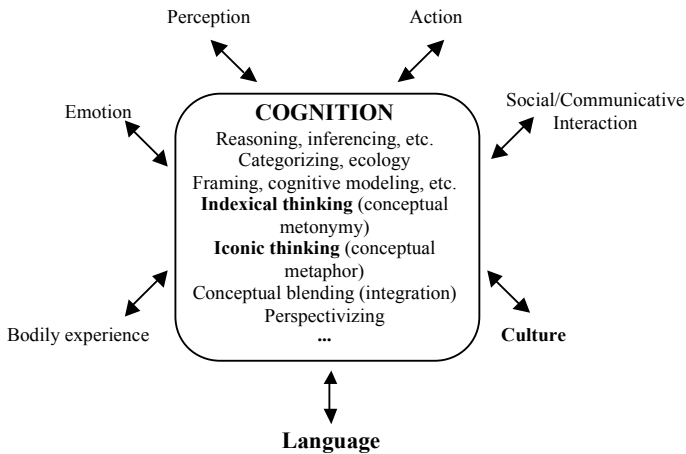 Perception
Action
Emotion
Social/Communicative
Interaction
COGNITION
Reasoning, inferencing, etc.
Categorizing, ecology
Framing, cognitive modeling, etc.
Indexical thinking (conceptual
metonymy)
Iconic thinking (conceptual
metaphor)
Conceptual blending (integration)
Perspectivizing
...
Bodily experience
Culture
Language